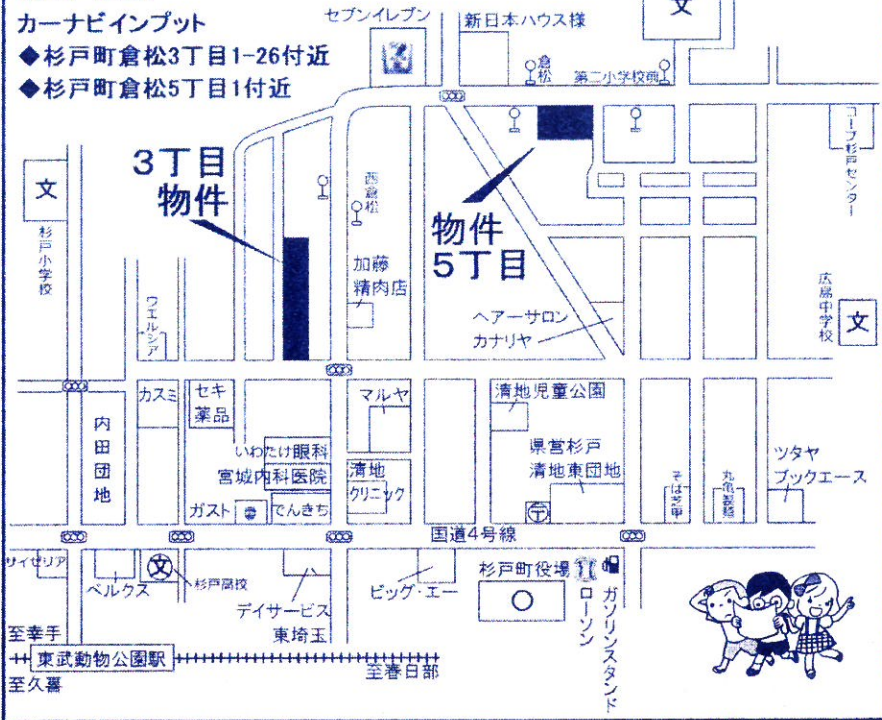 カーナビインプット
◆杉戸町倉松3丁目1-26付近
◆杉戸町倉松5丁目1付近
セブンイレブン
新日本ハウス様
文
倉松
第二小学校前
コープ杉戸センター
3丁目
物件
文
杉戸小学校
西倉松
物件
5丁目
加藤
精肉店
ウエルシア
ヘアーサロン
カナリヤ
広島中学校
文
カスミ
セキ
薬品
マルヤ
清地児童公園
内田団地
いわたけ眼科
宮城内科医院
清地
クリニック
県営杉戸
清地東団地
ツタヤ
ブックエース
そば芝甲
丸亀製麺
ガスト
でんきち
〒
国道4号線
サイゼリア
ベルクス
文
杉戸高校
デイサービス
東埼玉
ビッグ・エー
杉戸町役場
ローソン
ガソリンスタンド
至幸手
東武動物公園駅
至久喜
至春日部